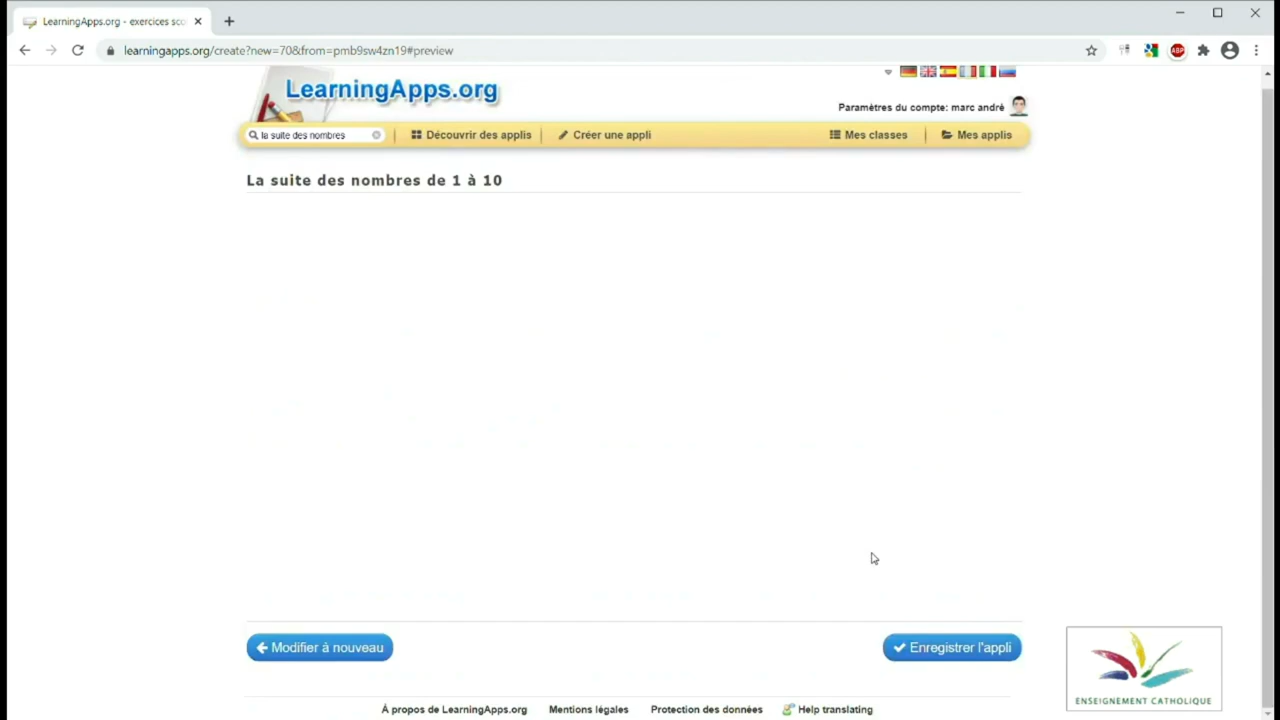 LearningApps.org - exercices sco
learningapps.org/create?new=70&from=pmb9sw4zn19#preview
ABP
LearningApps.org
Paramètres du compte: marc andré
la suite des nombres
Découvrir des applis
Créer une appli
Mes classes
Mes applis
La suite des nombres de 1 à 10
Modifier à nouveau
Enregistrer l'appli
ENSEIGNEMENT CATHOLIQUE
À propos de LearningApps.org
Mentions légales
Protection des données
Help translating